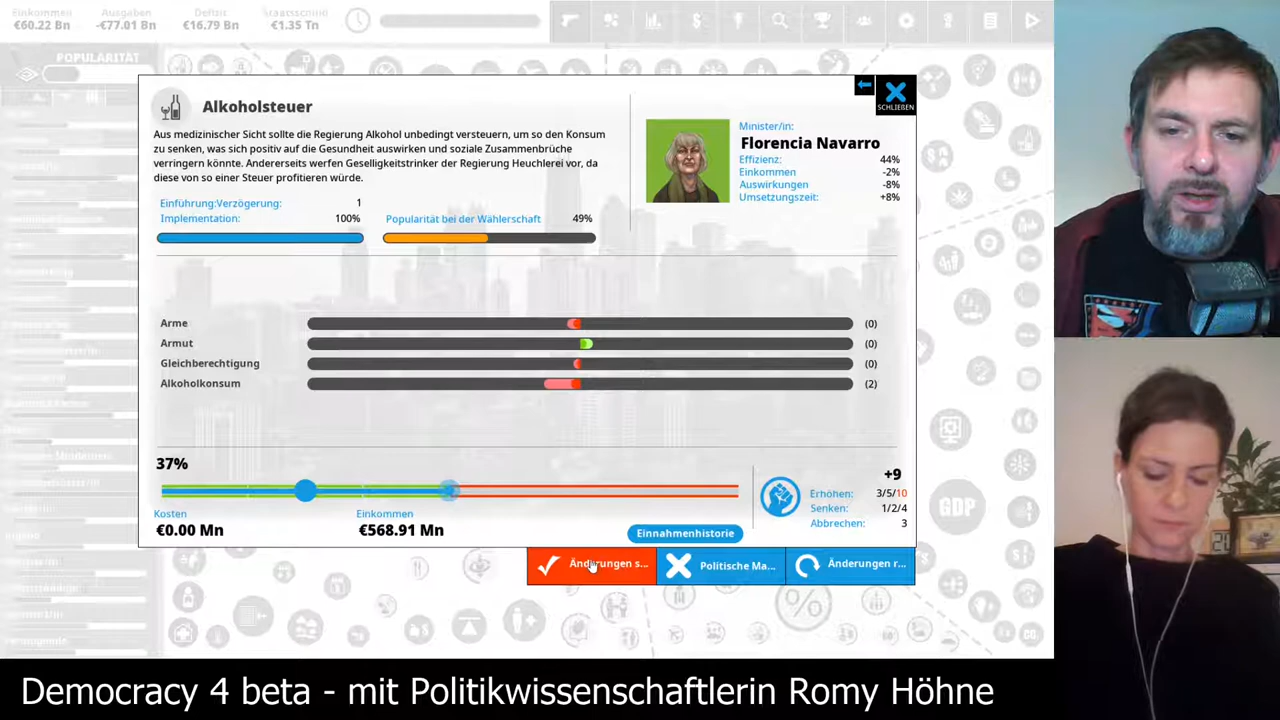 Einkommen
€60.22 Bn
Ausgaben
-€77.01 Bn
Defizit
€16.79 Bn
€1.35 Tn
POPULARITÄT
Alkoholsteuer
Aus medizinischer Sicht sollte die Regierung Alkohol unbedingt versteuern, um so den Konsum
zu senken, was sich positiv auf die Gesundheit auswirken und soziale Zusammenbrüche
verringern könnte. Andererseits werfen Geselligkeitstrinker der Regierung Heuchlerei vor, da
diese von so einer Steuer profitieren würde.
Einführung:Verzögerung: 1
Implementation: 100%
Popularität bei der Wählerschaft 49%
SCHLIEßEN
Minister/in:
Florencia Navarro
Effizienz: 44%
Einkommen -2%
Auswirkungen -8%
Umsetzungszeit: +8%
Arme (0)
Armut (0)
Gleichberechtigung (0)
Alkoholkonsum (2)
37%
Kosten
€0.00 Mn
Einkommen
€568.91 Mn
Einnahmenhistorie
+9
Erhöhen: 3/5/10
Senken: 1/2/4
Abbrechen: 3
Änderungen s...
Politische Ma...
Änderungen r...
GDP
Democracy 4 beta - mit Politikwissenschaftlerin Romy Höhne